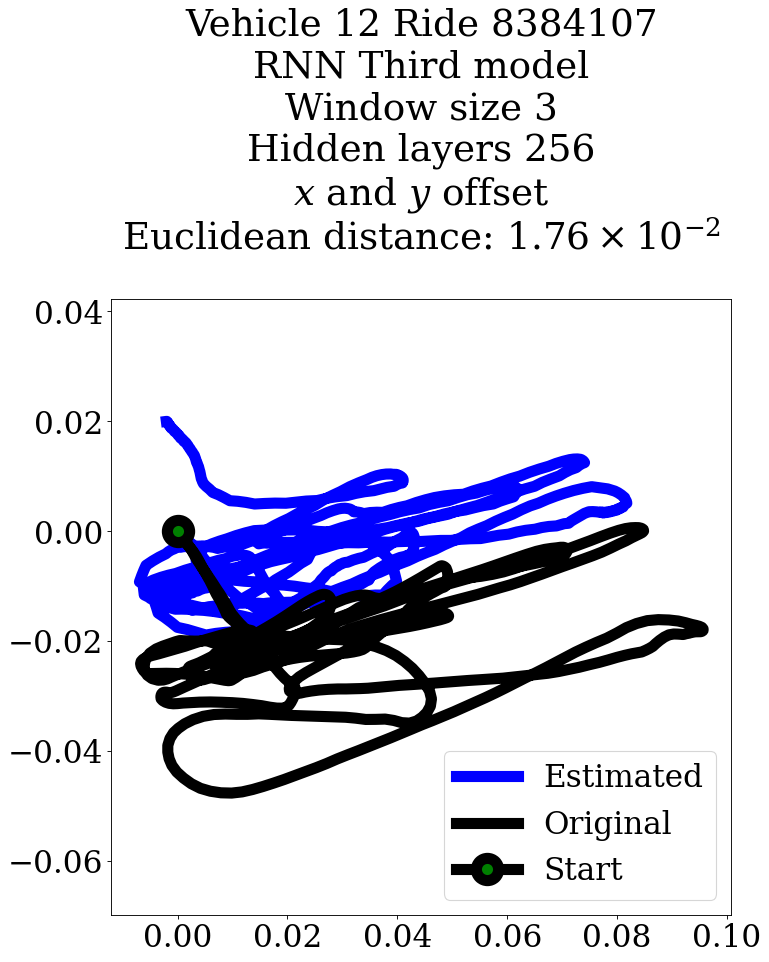 Vehicle 12 Ride 8384107
RNN Third model
Window size 3
Hidden layers 256
x and y offset
Euclidean distance: 1.76 × 10⁻²
0.04
0.02
0.00
−0.02
−0.04
−0.06
Estimated
Original
Start
0.00 0.02 0.04 0.06 0.08 0.10